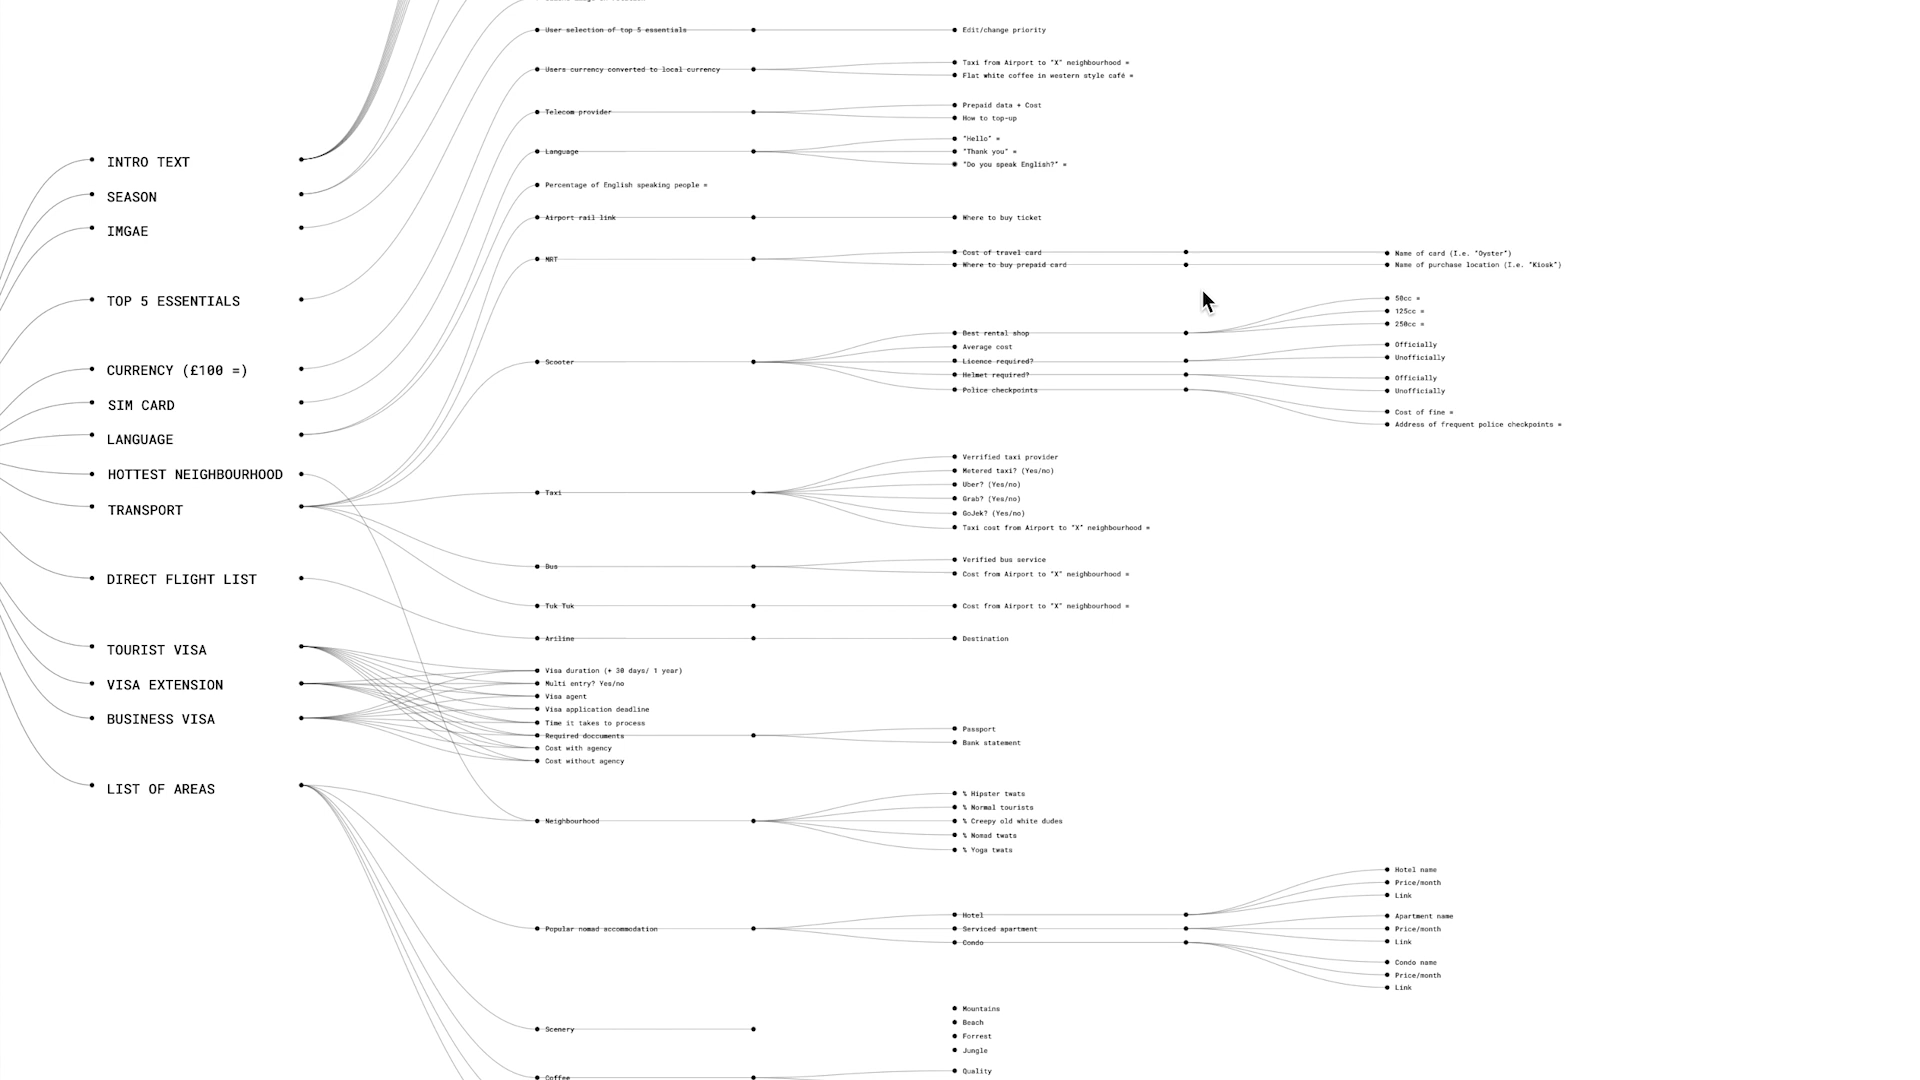 User selection of top 5 essentials
Edit/change priority
Users currency converted to local currency
Taxi from Airport to "X" neighbourhood =
Flat white coffee in western style café =
Telecom provider
Prepaid data + Cost
How to top-up
Language
"Hello" =
"Thank you" =
"Do you speak English?" =
Percentage of English speaking people =
Airport rail link
Where to buy ticket
MRT
Cost of travel card
Name of card (I.e. "Oyster")
Where to buy prepaid card
Name of purchase location (I.e. "Kiosk")
INTRO TEXT
SEASON
IMGAE
TOP 5 ESSENTIALS
CURRENCY (£100 =)
SIM CARD
LANGUAGE
HOTTEST NEIGHBOURHOOD
TRANSPORT
DIRECT FLIGHT LIST
TOURIST VISA
VISA EXTENSION
BUSINESS VISA
LIST OF AREAS
Scooter
Best rental shop
50cc =
125cc =
250cc =
Average cost
Licence required?
Officially
Unofficially
Helmet required?
Officially
Unofficially
Police checkpoints
Cost of fine =
Address of frequent police checkpoints =
Taxi
Verrified taxi provider
Metered taxi? (Yes/no)
Uber? (Yes/no)
Grab? (Yes/no)
GoJek? (Yes/no)
Taxi cost from Airport to "X" neighbourhood =
Bus
Verified bus service
Cost from Airport to "X" neighbourhood =
Tuk Tuk
Cost from Airport to "X" neighbourhood =
Ariline
Destination
Visa duration (+ 30 days/ 1 year)
Multi entry? Yes/no
Visa agent
Visa application deadline
Time it takes to process
Required doccuments
Passport
Bank statement
Cost with agency
Cost without agency
Neighbourhood
% Hipster twats
% Normal tourists
% Creepy old white dudes
% Nomad twats
% Yoga twats
Popular nomad accommodation
Hotel
Hotel name
Price/month
Link
Serviced apartment
Apartment name
Price/month
Link
Condo
Condo name
Price/month
Link
Scenery
Mountains
Beach
Forrest
Jungle
Coffee
Quality